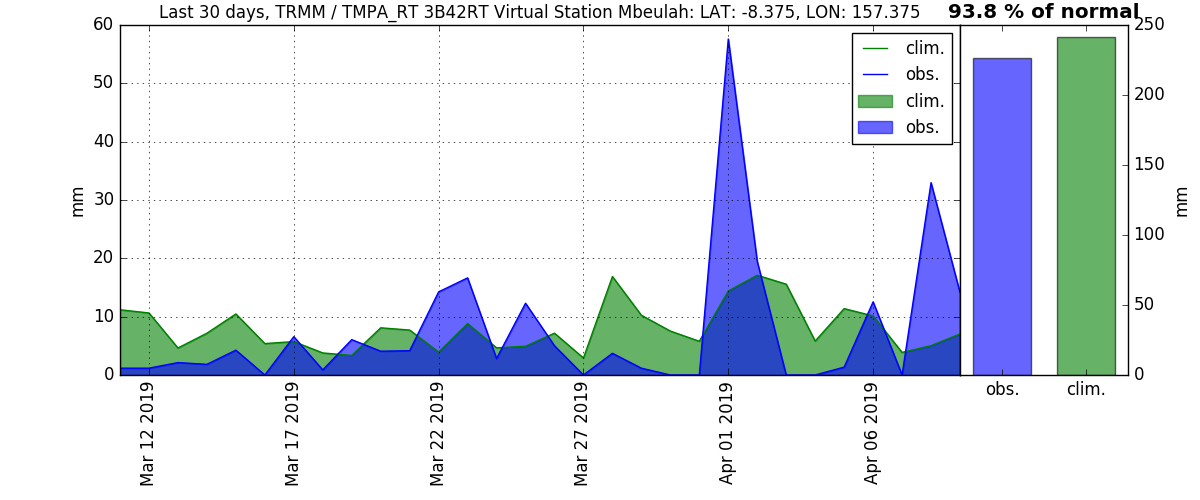 Last 30 days, TRMM / TMPA_RT 3B42RT Virtual Station Mbeulah: LAT: -8.375, LON: 157.375
93.8 % of normal
60
50
40
30
20
10
0
mm
clim.
obs.
clim.
obs.
Mar 12 2019
Mar 17 2019
Mar 22 2019
Mar 27 2019
Apr 01 2019
Apr 06 2019
250
200
150
100
50
0
mm
obs.
clim.